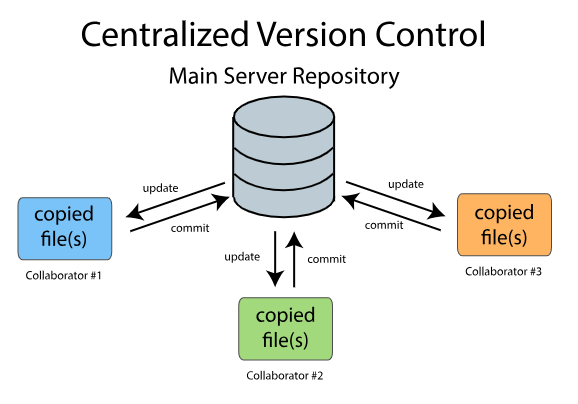 Centralized Version Control
Main Server Repository
update
commit
copied
file(s)
Collaborator #1
update
commit
copied
file(s)
Collaborator #2
update
commit
copied
file(s)
Collaborator #3